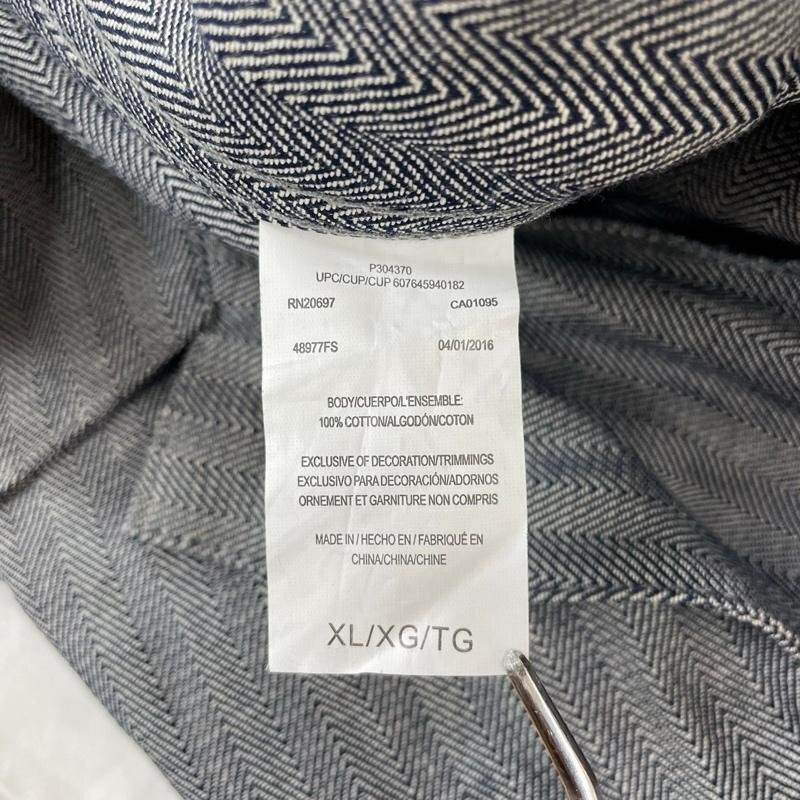 P304370
UPC/CUP/CUP 607645940182
RN20697 CA01095
48977FS 04/01/2016
BODY/CUERPO/L'ENSEMBLE:
100% COTTON/ALGODÓN/COTON
EXCLUSIVE OF DECORATION/TRIMMINGS
EXCLUSIVO PARA DECORACIÓN/ADORNOS
ORNEMENT ET GARNITURE NON COMPRIS
MADE IN / HECHO EN / FABRIQUÉ EN
CHINA/CHINA/CHINE
XL/XG/TG